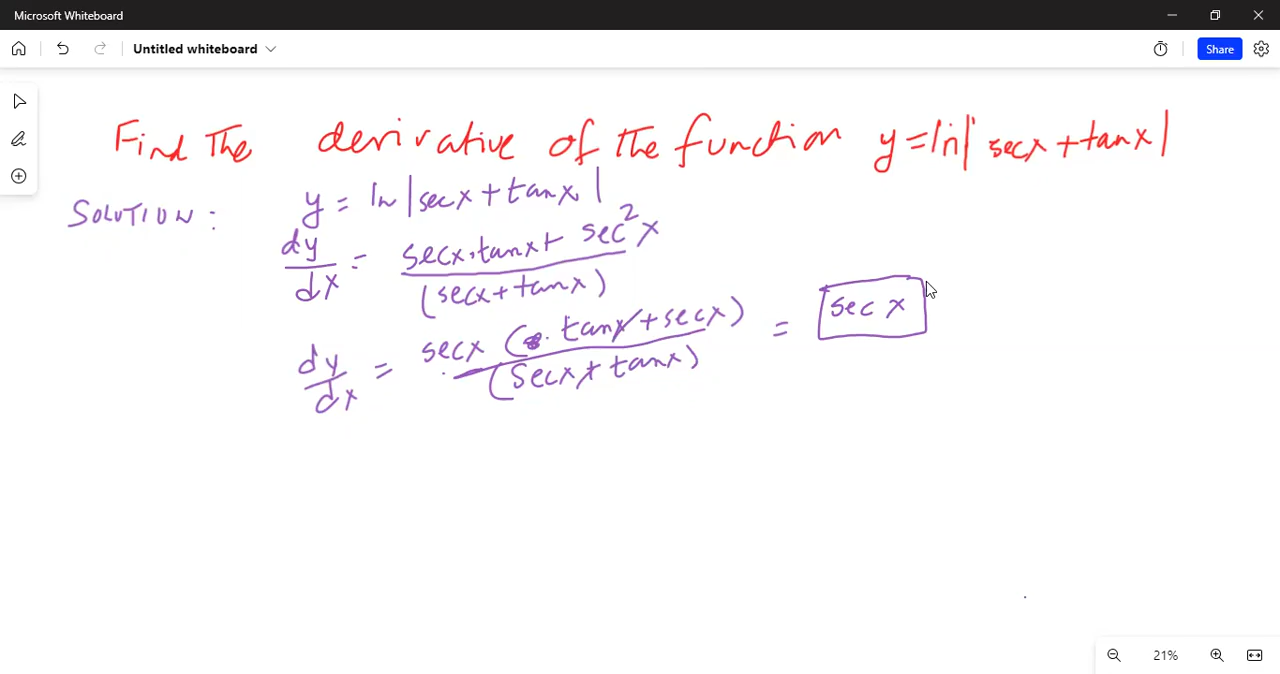 Microsoft Whiteboard
Untitled whiteboard
Share
Find The derivative of the function y=ln|secx+tanx|
SOLUTION: y = ln|secx+tanx|
dy/dx = (secx.tanx + sec²x)/(secx+tanx)
dy/dx = secx(tanx+secx)/(secx+tanx) = sec x
21%